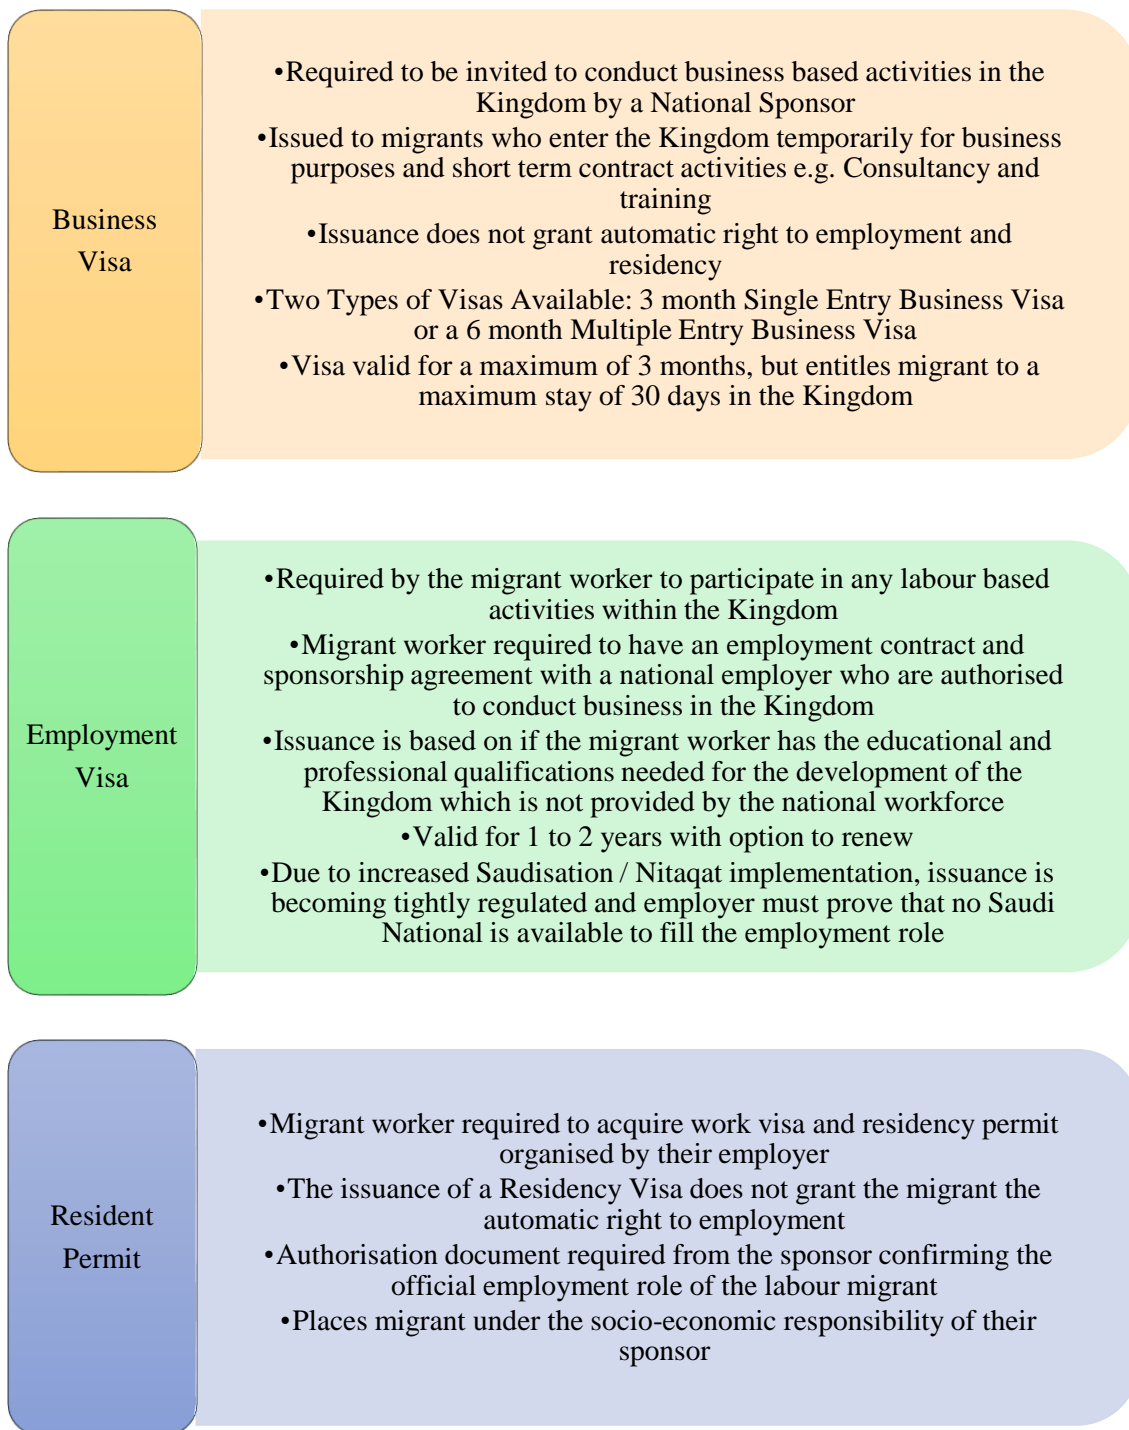 Business
Visa
•Required to be invited to conduct business based activities in the
Kingdom by a National Sponsor
•Issued to migrants who enter the Kingdom temporarily for business
purposes and short term contract activities e.g. Consultancy and
training
•Issuance does not grant automatic right to employment and
residency
•Two Types of Visas Available: 3 month Single Entry Business Visa
or a 6 month Multiple Entry Business Visa
•Visa valid for a maximum of 3 months, but entitles migrant to a
maximum stay of 30 days in the Kingdom
Employment
Visa
•Required by the migrant worker to participate in any labour based
activities within the Kingdom
•Migrant worker required to have an employment contract and
sponsorship agreement with a national employer who are authorised
to conduct business in the Kingdom
•Issuance is based on if the migrant worker has the educational and
professional qualifications needed for the development of the
Kingdom which is not provided by the national workforce
•Valid for 1 to 2 years with option to renew
•Due to increased Saudisation / Nitaqat implementation, issuance is
becoming tightly regulated and employer must prove that no Saudi
National is available to fill the employment role
Resident
Permit
•Migrant worker required to acquire work visa and residency permit
organised by their employer
•The issuance of a Residency Visa does not grant the migrant the
automatic right to employment
•Authorisation document required from the sponsor confirming the
official employment role of the labour migrant
•Places migrant under the socio-economic responsibility of their
sponsor